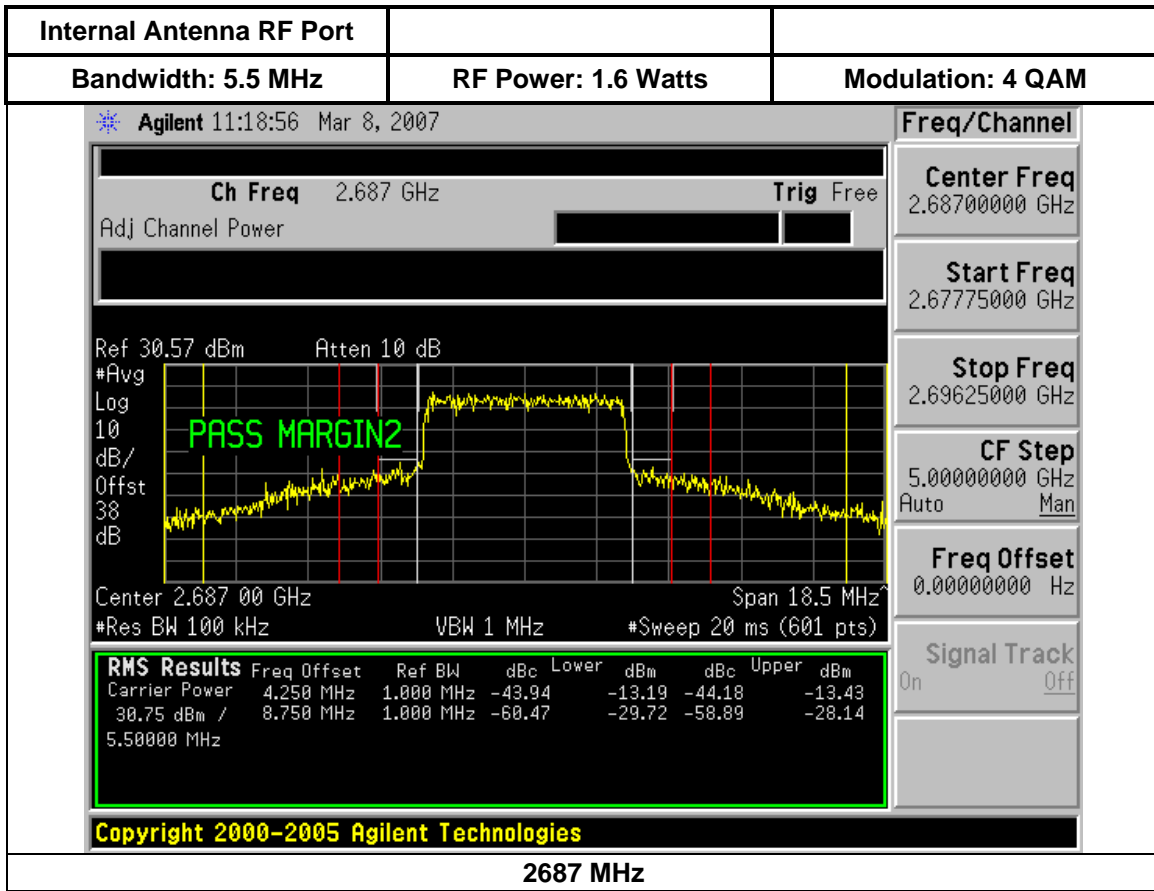 Internal Antenna RF Port
Bandwidth: 5.5 MHz RF Power: 1.6 Watts Modulation: 4 QAM
Agilent 11:18:56 Mar 8, 2007 Freq/Channel
Ch Freq 2.687 GHz Trig Free
Adj Channel Power
Center Freq
2.68700000 GHz
Start Freq
2.67775000 GHz
Stop Freq
2.69625000 GHz
CF Step
5.00000000 GHz
Auto Man
Freq Offset
0.00000000 Hz
Signal Track
On Off
Ref 30.57 dBm Atten 10 dB
#Avg
Log
10
dB/
Offst
38
dB
PASS MARGIN2
Center 2.687 00 GHz Span 18.5 MHz^
#Res BW 100 kHz VBW 1 MHz #Sweep 20 ms (601 pts)
RMS Results Freq Offset Ref BW dBc Lower dBm dBc Upper dBm
Carrier Power 4.250 MHz 1.000 MHz -43.94 -13.19 -44.18 -13.43
30.75 dBm / 8.750 MHz 1.000 MHz -60.47 -29.72 -58.89 -28.14
5.50000 MHz
Copyright 2000-2005 Agilent Technologies
2687 MHz